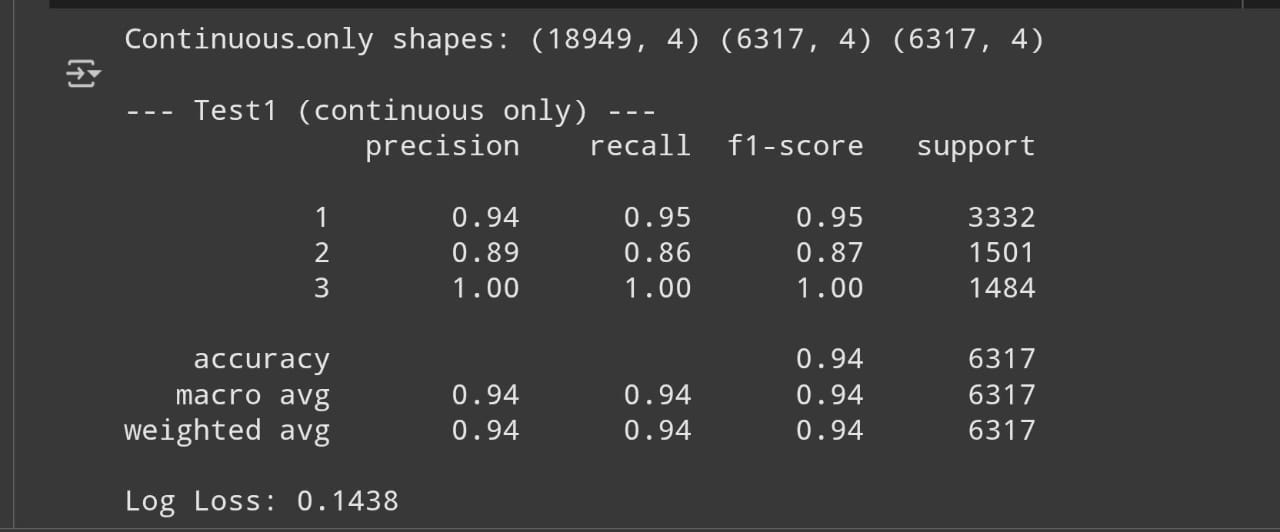 Continuous_only shapes: (18949, 4) (6317, 4) (6317, 4)
--- Test1 (continuous only) ---
precision recall f1-score support
1 0.94 0.95 0.95 3332
2 0.89 0.86 0.87 1501
3 1.00 1.00 1.00 1484
accuracy 0.94 6317
macro avg 0.94 0.94 0.94 6317
weighted avg 0.94 0.94 0.94 6317
Log Loss: 0.1438